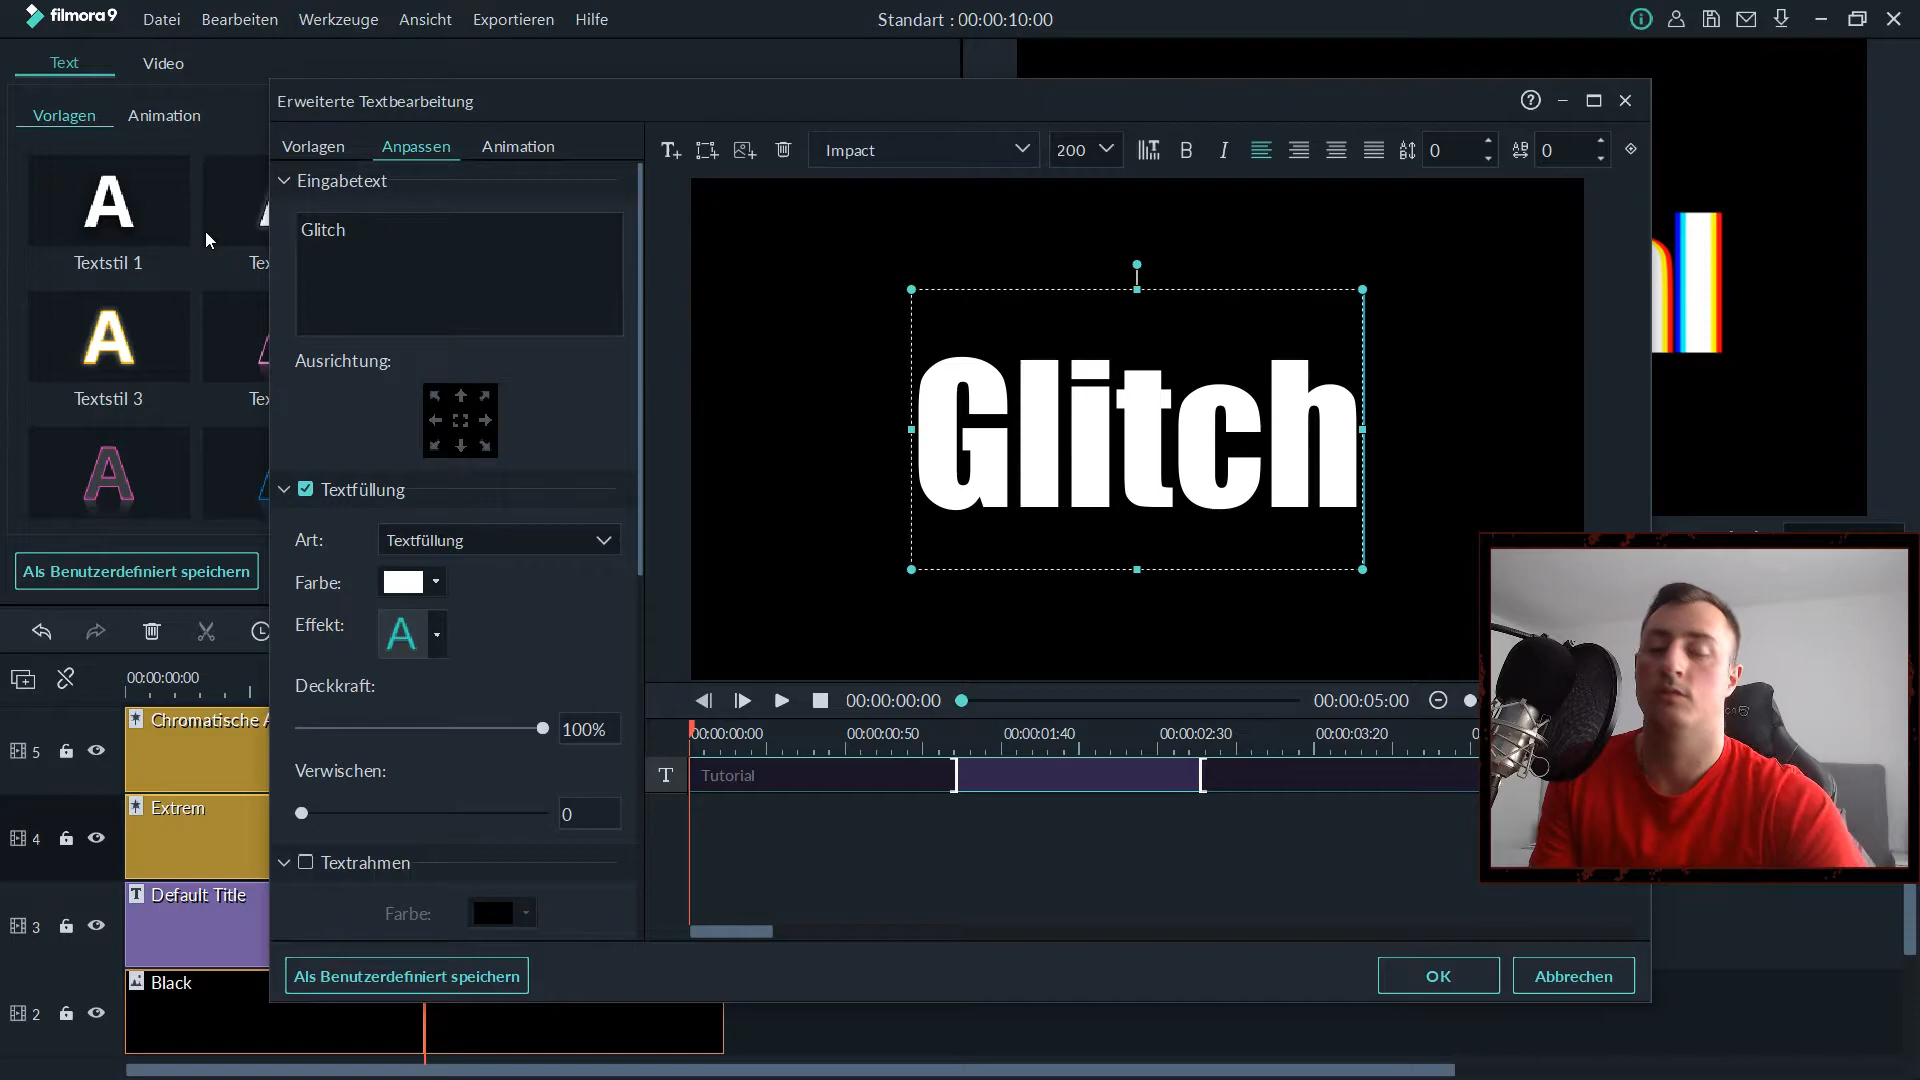 filmora9
Datei Bearbeiten Werkzeuge Ansicht Exportieren Hilfe
Standart : 00:00:10:00
Text Video
Vorlagen Animation
A
Textstil 1
A
Textstil 3
A
Als Benutzerdefiniert speichern
Erweiterte Textbearbeitung
Vorlagen Anpassen Animation
Impact 200 B I 0 0
Eingabetext
Glitch
Ausrichtung:
Textfüllung
Art: Textfüllung
Farbe:
Effekt: A
Deckkraft:
100%
Verwischen:
0
Textrahmen
Farbe:
Glitch
00:00:00:00 00:00:05:00
00:00:00:00 00:00:00:50 00:00:01:40 00:00:02:30 00:00:03:20
T Tutorial
Als Benutzerdefiniert speichern OK Abbrechen
00:00:00:00
5 Chromatische
4 Extrem
3 T Default Title
2 Black